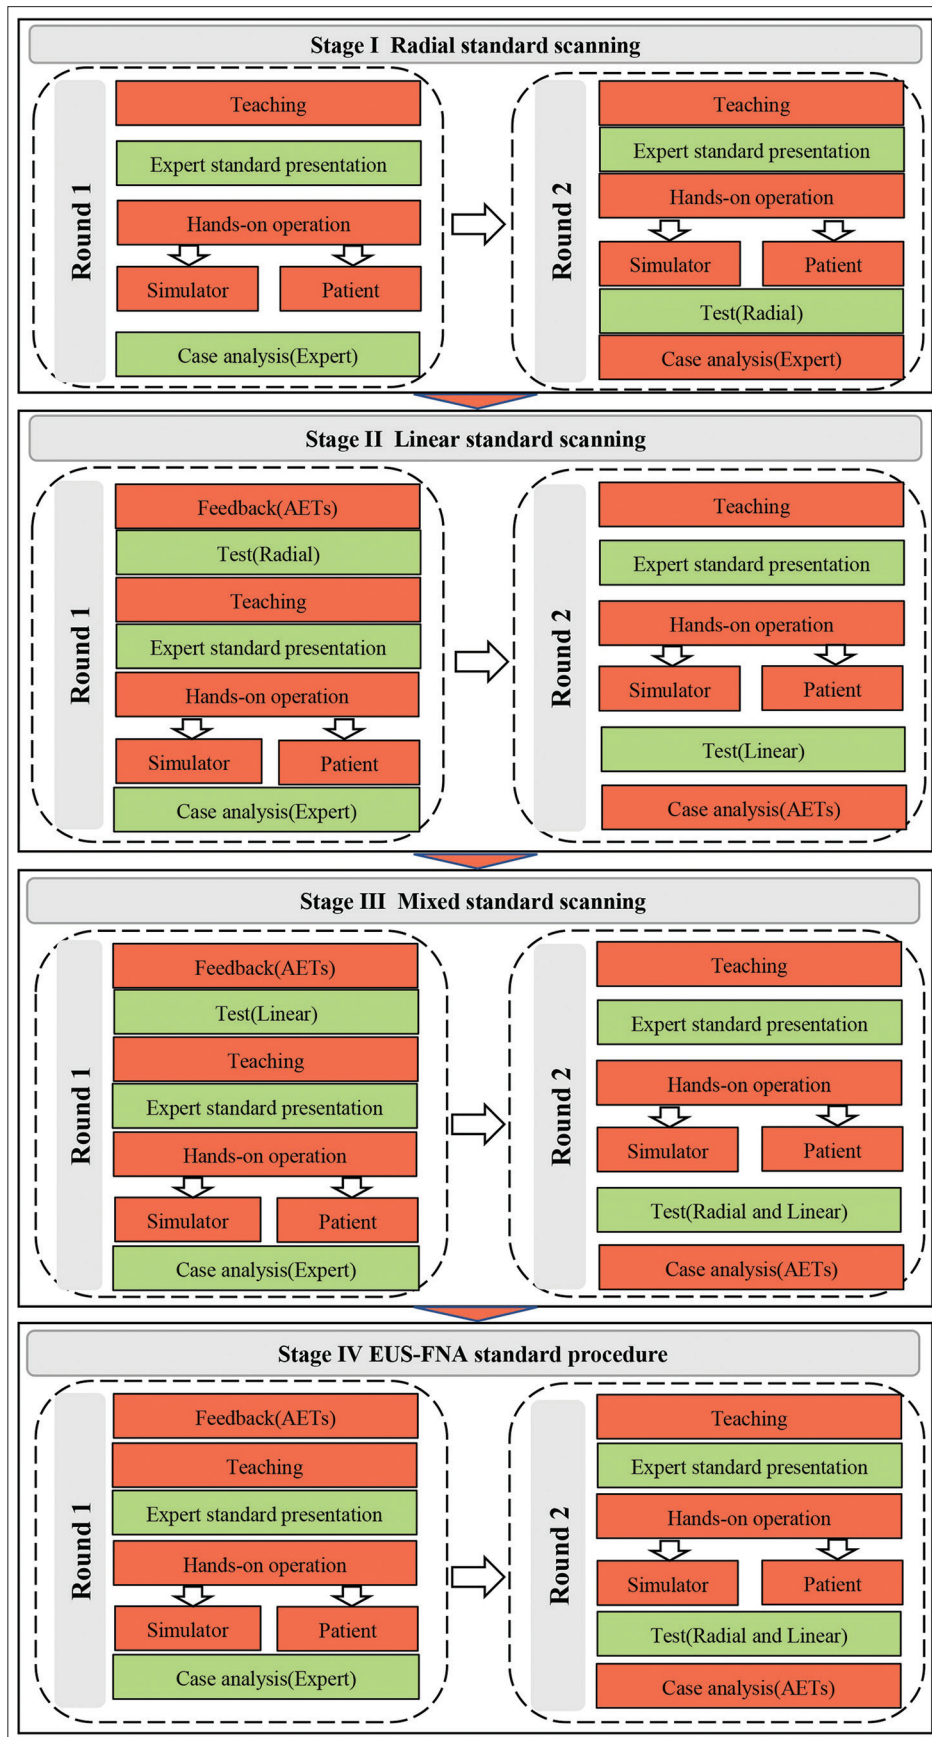 Stage I Radial standard scanning
Round 1
Teaching
Expert standard presentation
Hands-on operation
Simulator
Patient
Case analysis(Expert)
Round 2
Teaching
Expert standard presentation
Hands-on operation
Simulator
Patient
Test(Radial)
Case analysis(Expert)
Stage II Linear standard scanning
Round 1
Feedback(AETs)
Test(Radial)
Teaching
Expert standard presentation
Hands-on operation
Simulator
Patient
Case analysis(Expert)
Round 2
Teaching
Expert standard presentation
Hands-on operation
Simulator
Patient
Test(Linear)
Case analysis(AETs)
Stage III Mixed standard scanning
Round 1
Feedback(AETs)
Test(Linear)
Teaching
Expert standard presentation
Hands-on operation
Simulator
Patient
Case analysis(Expert)
Round 2
Teaching
Expert standard presentation
Hands-on operation
Simulator
Patient
Test(Radial and Linear)
Case analysis(AETs)
Stage IV EUS-FNA standard procedure
Round 1
Feedback(AETs)
Teaching
Expert standard presentation
Hands-on operation
Simulator
Patient
Case analysis(Expert)
Round 2
Teaching
Expert standard presentation
Hands-on operation
Simulator
Patient
Test(Radial and Linear)
Case analysis(AETs)